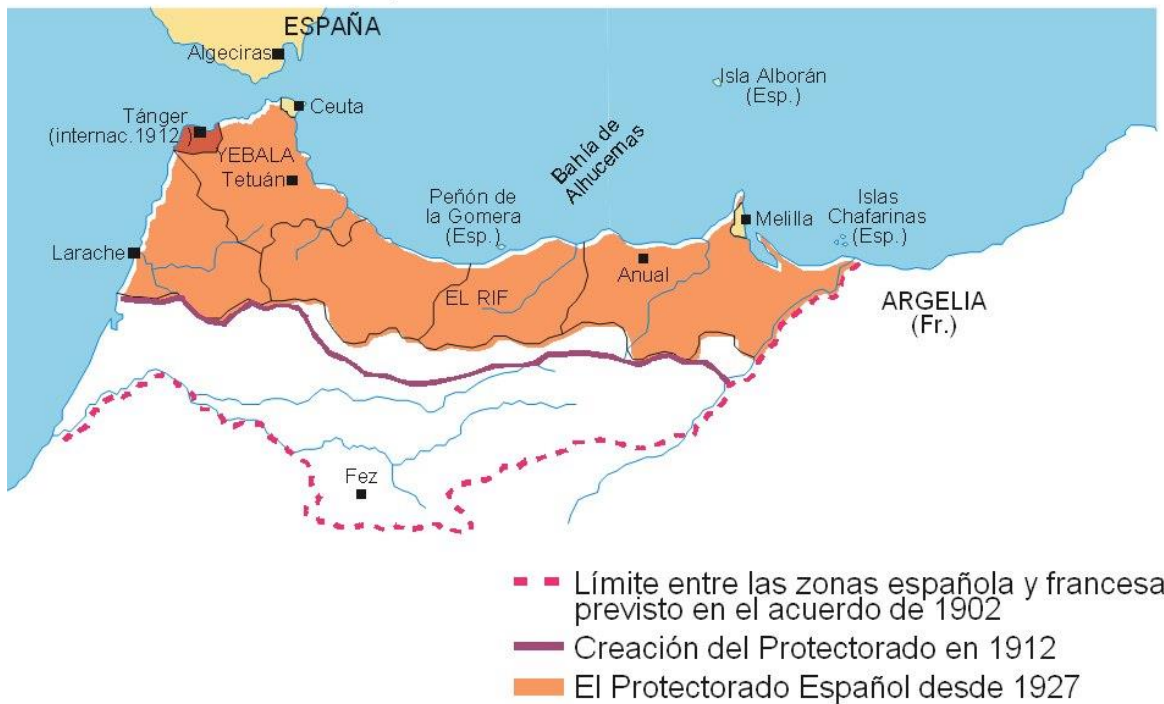 ESPAÑA
Algeciras
Isla Alborán
(Esp.)
Ceuta
Tánger
(internac.1912 )
YEBALA
Tetuán
Bahía de
Alhucemas
Peñón de
la Gomera
(Esp.)
Melilla
Islas
Chafarinas
(Esp.)
Larache
Anual
EL RIF
ARGELIA
(Fr.)
Fez
Límite entre las zonas española y francesa
previsto en el acuerdo de 1902
Creación del Protectorado en 1912
El Protectorado Español desde 1927